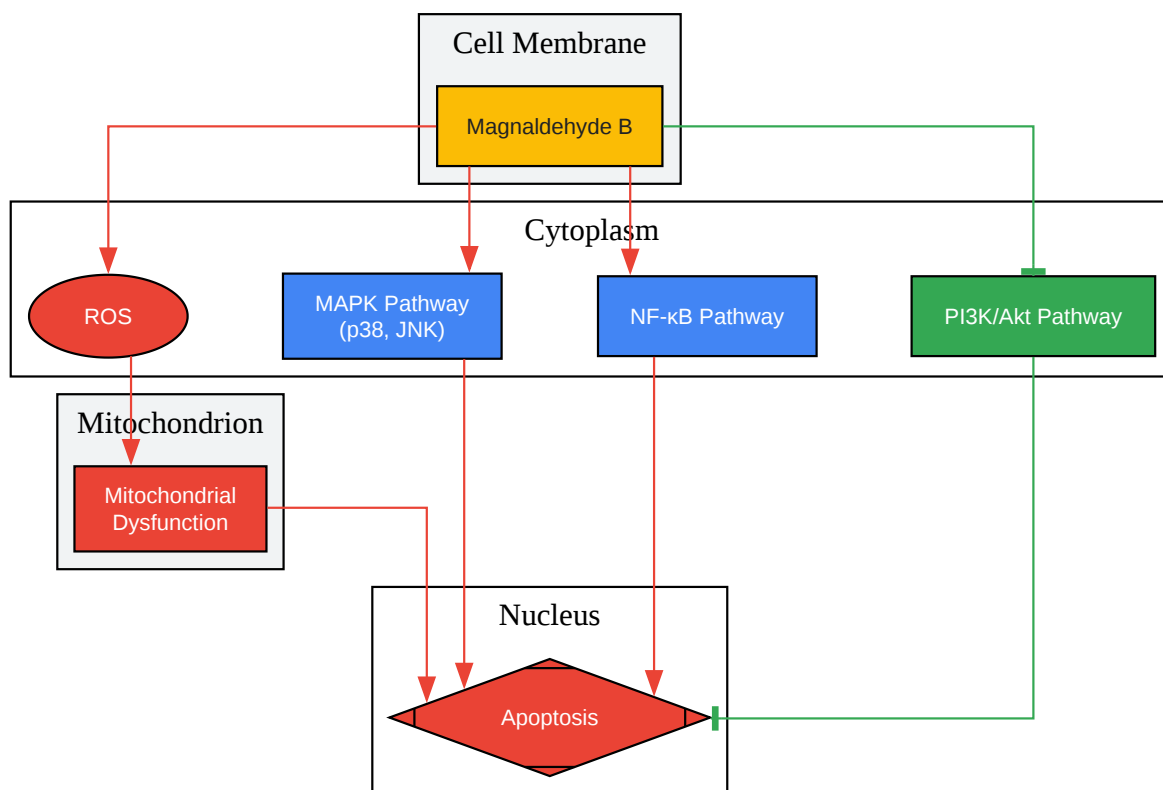 Cell Membrane
Magnaldehyde B
Cytoplasm
ROS
MAPK Pathway
(p38, JNK)
NF-κB Pathway
PI3K/Akt Pathway
Mitochondrion
Mitochondrial
Dysfunction
Nucleus
Apoptosis